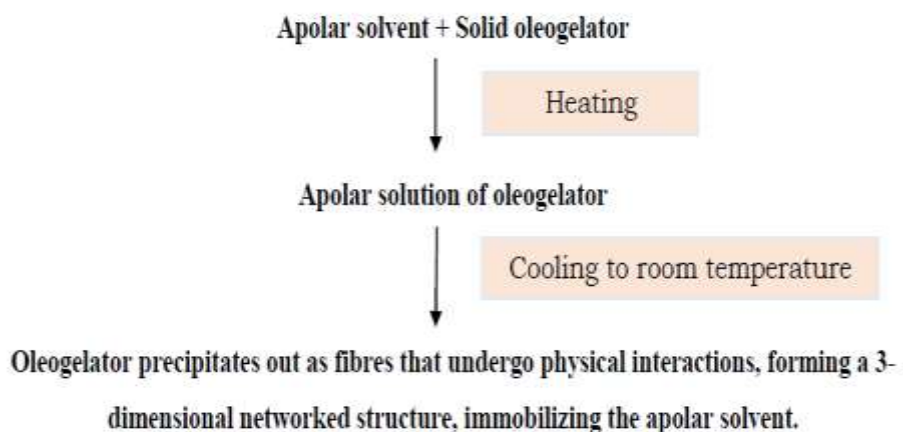 Apolar solvent + Solid oleogelator
Heating
Apolar solution of oleogelator
Cooling to room temperature
Oleogelator precipitates out as fibres that undergo physical interactions, forming a 3-
dimensional networked structure, immobilizing the apolar solvent.